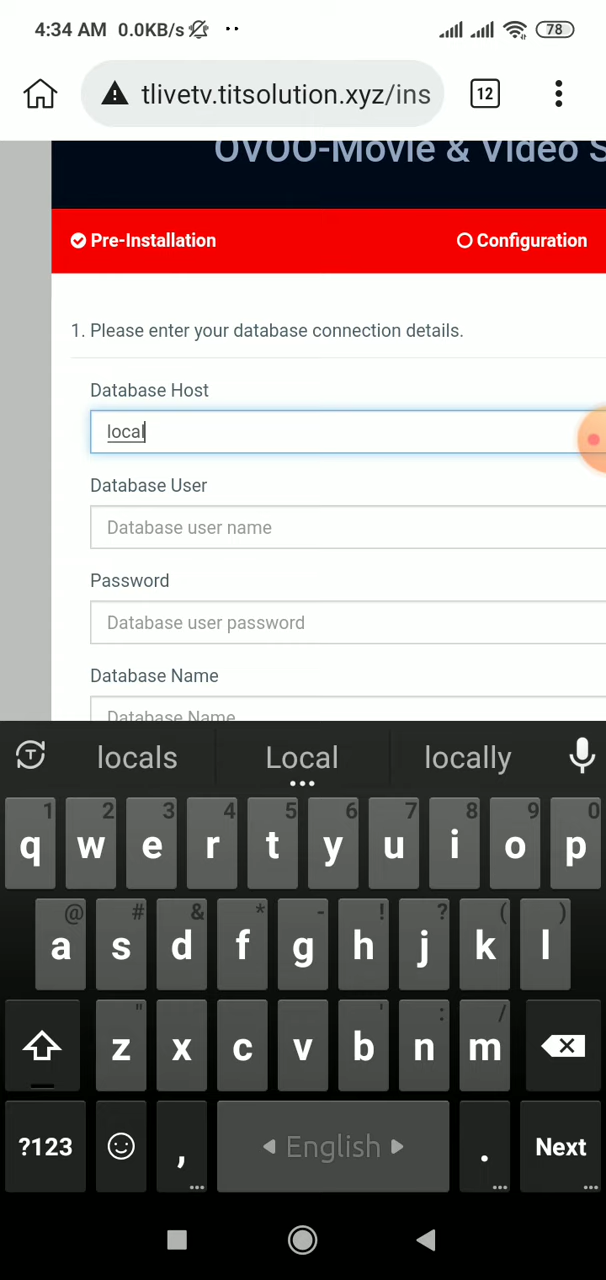 4:34 AM 0.0KB/s 78
tlivetv.titsolution.xyz/ins 12
OVOO-Movie & Video S
Pre-Installation Configuration
1. Please enter your database connection details.
Database Host
local
Database User
Database user name
Password
Database user password
Database Name
Database Name
locals Local locally
1 2 3 4 5 6 7 8 9 0
q w e r t y u i o p
@ # & * - ! ? ( )
a s d f g h j k l
" ' : /
z x c v b n m
?123 , English . Next